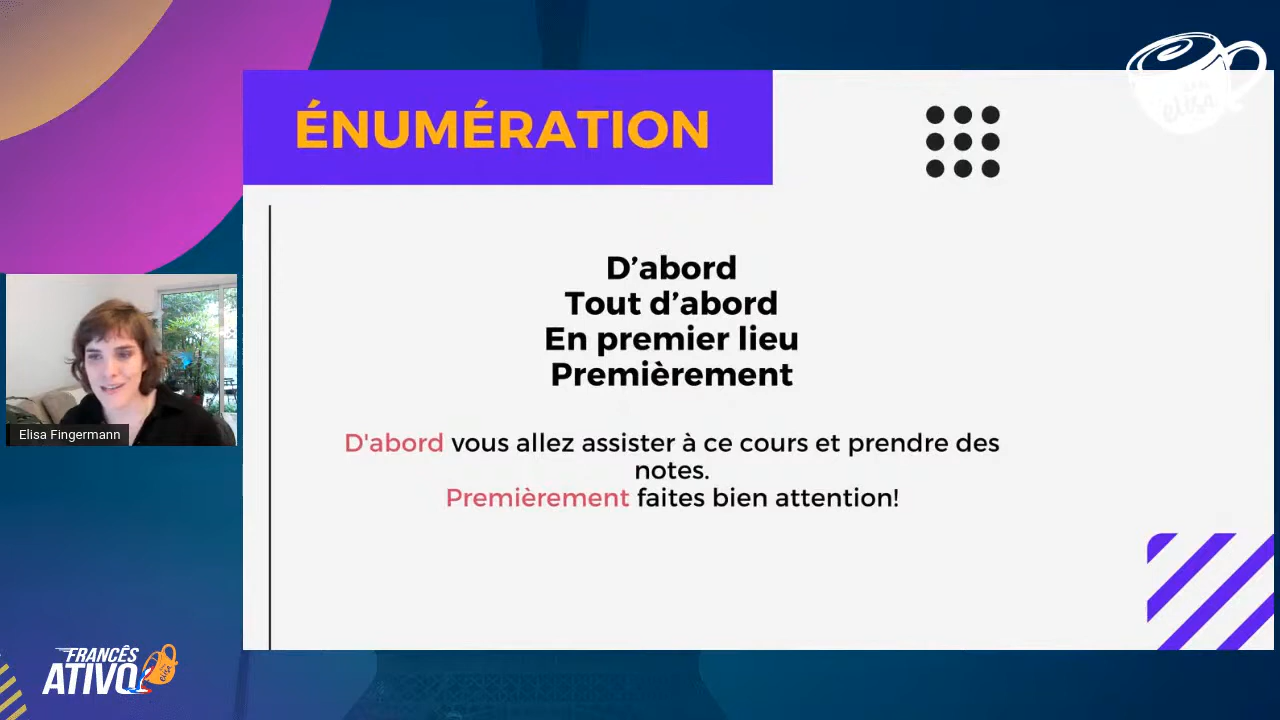 ÉNUMÉRATION
D’abord
Tout d’abord
En premier lieu
Premièrement
D'abord vous allez assister à ce cours et prendre des
notes.
Premièrement faites bien attention!
Elisa Fingermann
FRANCÊS
ATIVO
elisa